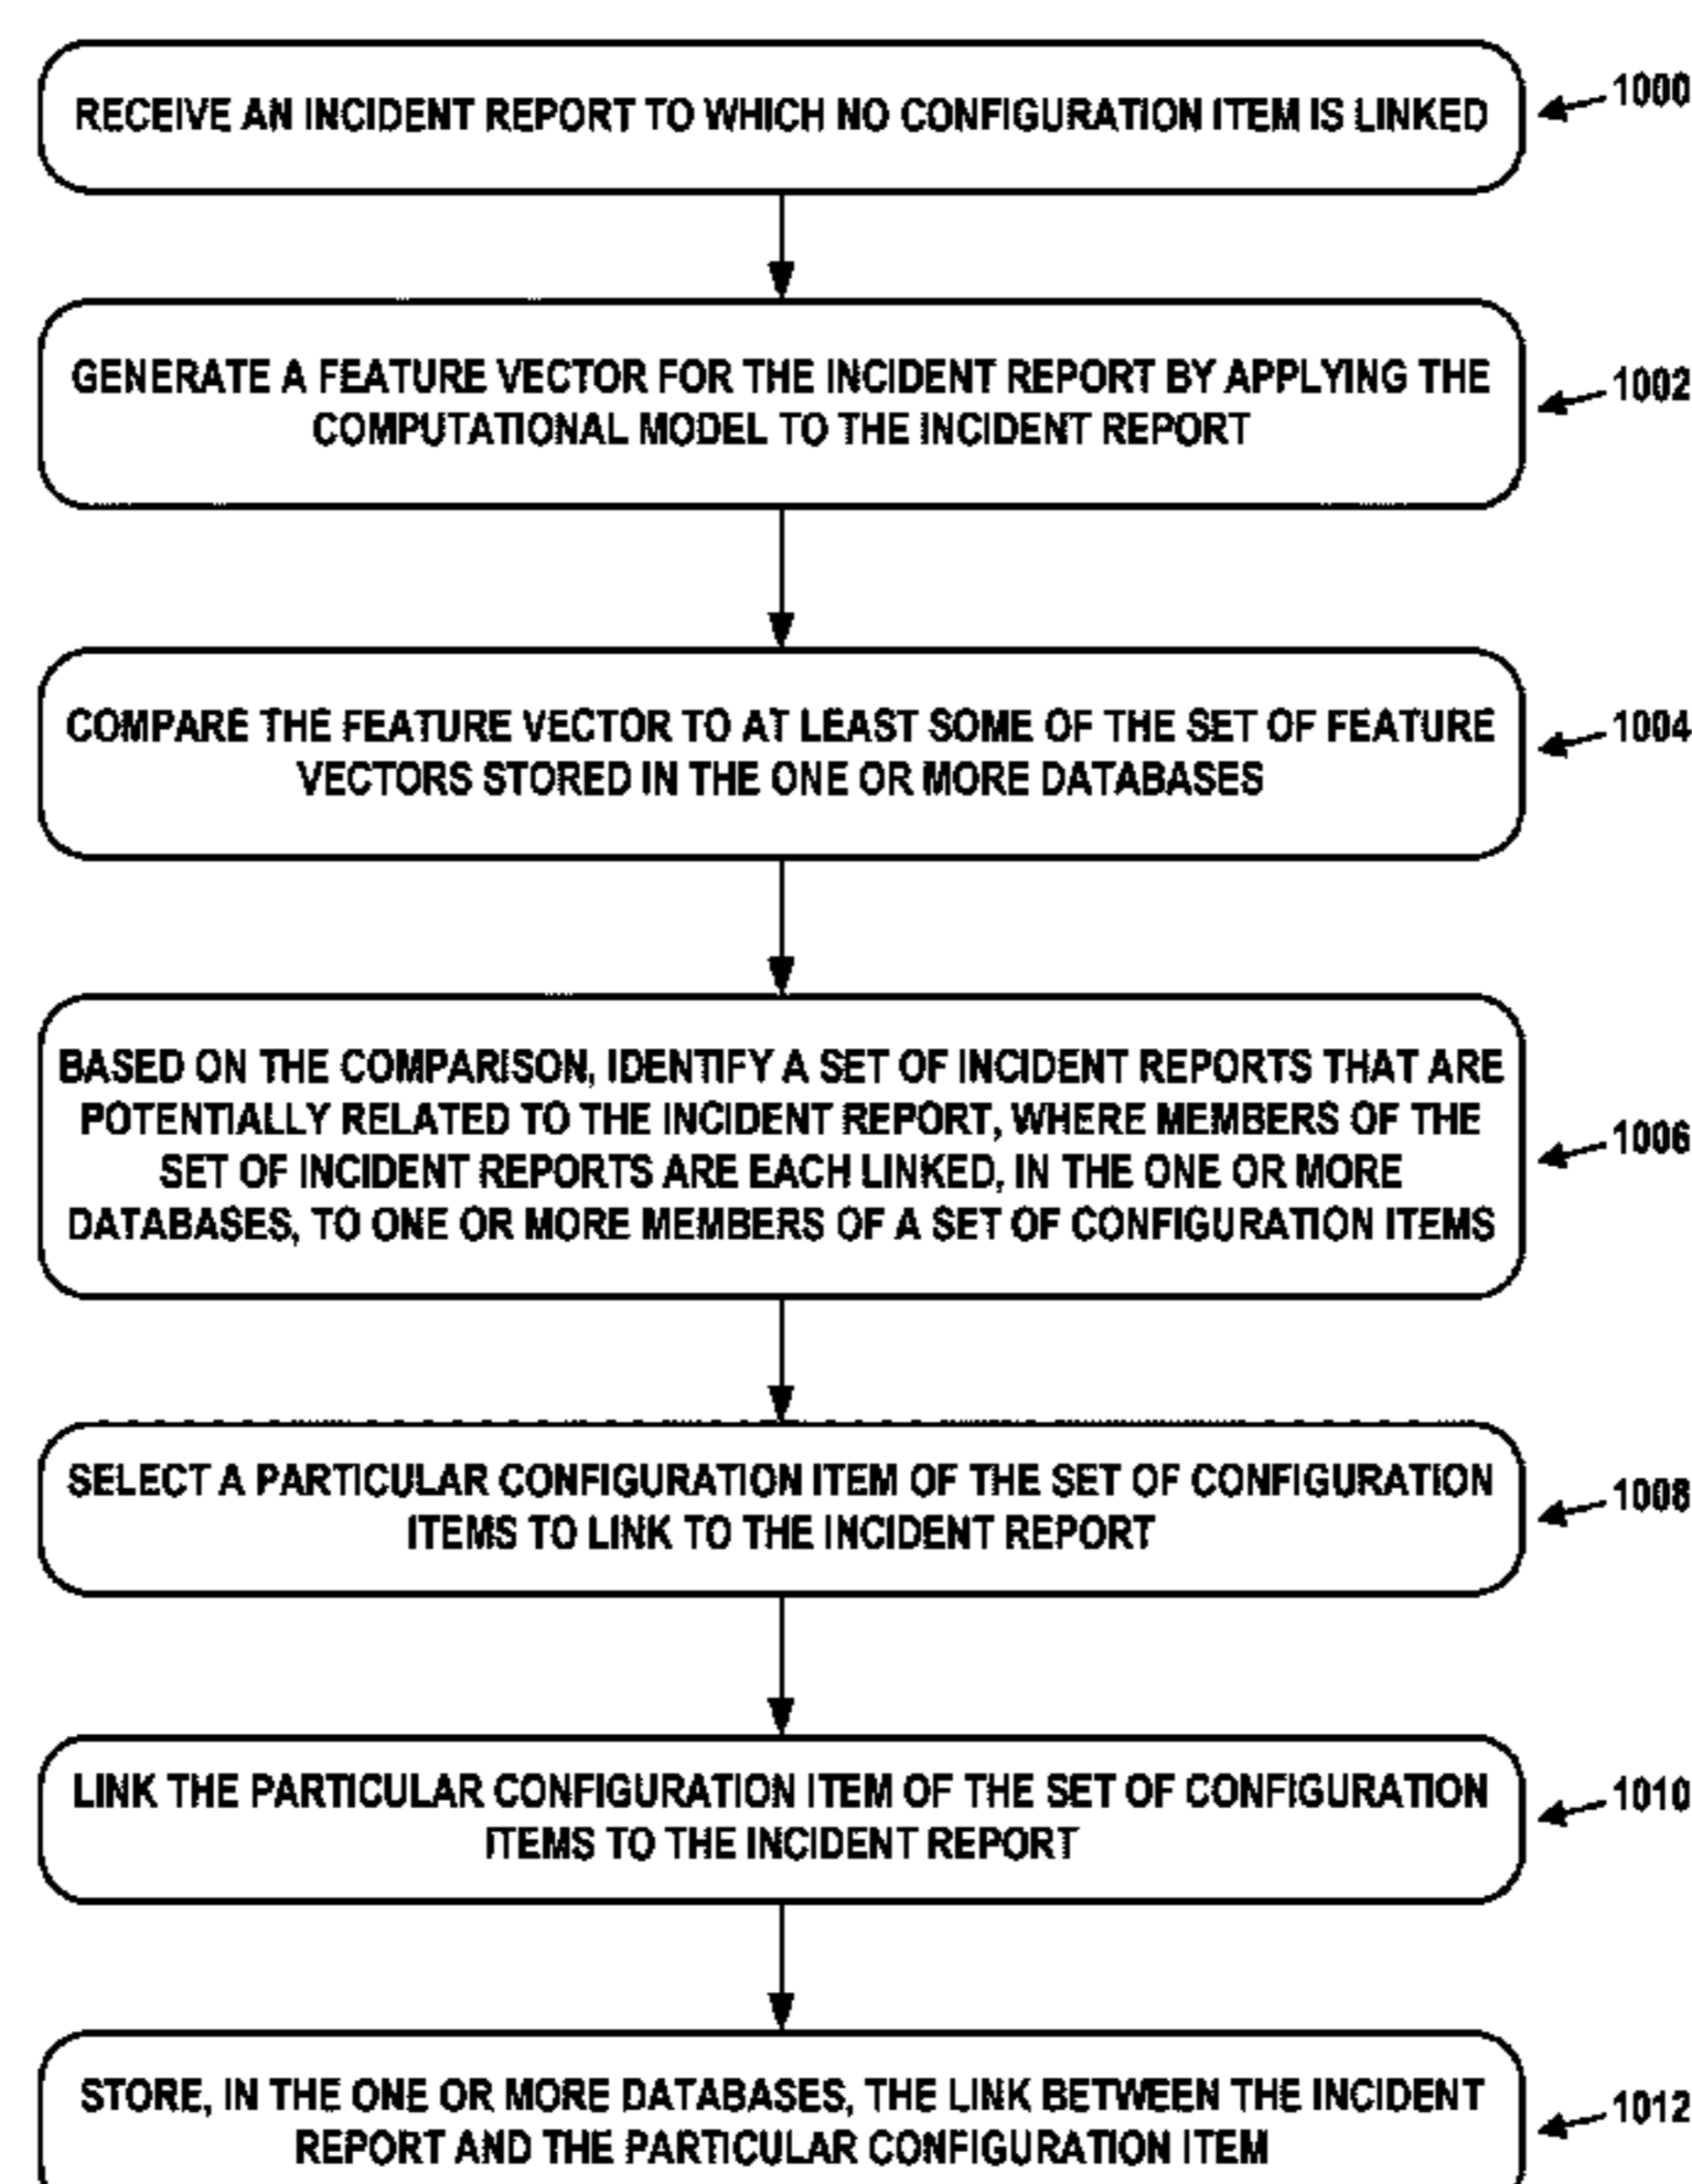 RECEIVE AN INCIDENT REPORT TO WHICH NO CONFIGURATION ITEM IS LINKED
1000
GENERATE A FEATURE VECTOR FOR THE INCIDENT REPORT BY APPLYING THE
COMPUTATIONAL MODEL TO THE INCIDENT REPORT
1002
COMPARE THE FEATURE VECTOR TO AT LEAST SOME OF THE SET OF FEATURE
VECTORS STORED IN THE ONE OR MORE DATABASES
1004
BASED ON THE COMPARISON, IDENTIFY A SET OF INCIDENT REPORTS THAT ARE
POTENTIALLY RELATED TO THE INCIDENT REPORT, WHERE MEMBERS OF THE
SET OF INCIDENT REPORTS ARE EACH LINKED, IN THE ONE OR MORE
DATABASES, TO ONE OR MORE MEMBERS OF A SET OF CONFIGURATION ITEMS
1006
SELECT A PARTICULAR CONFIGURATION ITEM OF THE SET OF CONFIGURATION
ITEMS TO LINK TO THE INCIDENT REPORT
1008
LINK THE PARTICULAR CONFIGURATION ITEM OF THE SET OF CONFIGURATION
ITEMS TO THE INCIDENT REPORT
1010
STORE, IN THE ONE OR MORE DATABASES, THE LINK BETWEEN THE INCIDENT
REPORT AND THE PARTICULAR CONFIGURATION ITEM
1012